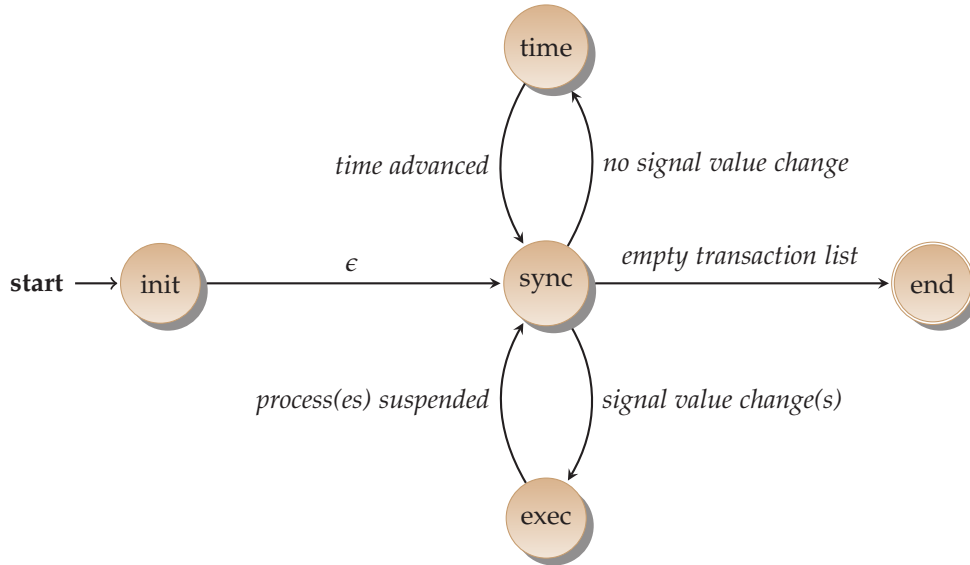 time
time advanced
no signal value change
start
init
ϵ
sync
empty transaction list
end
process(es) suspended
signal value change(s)
exec